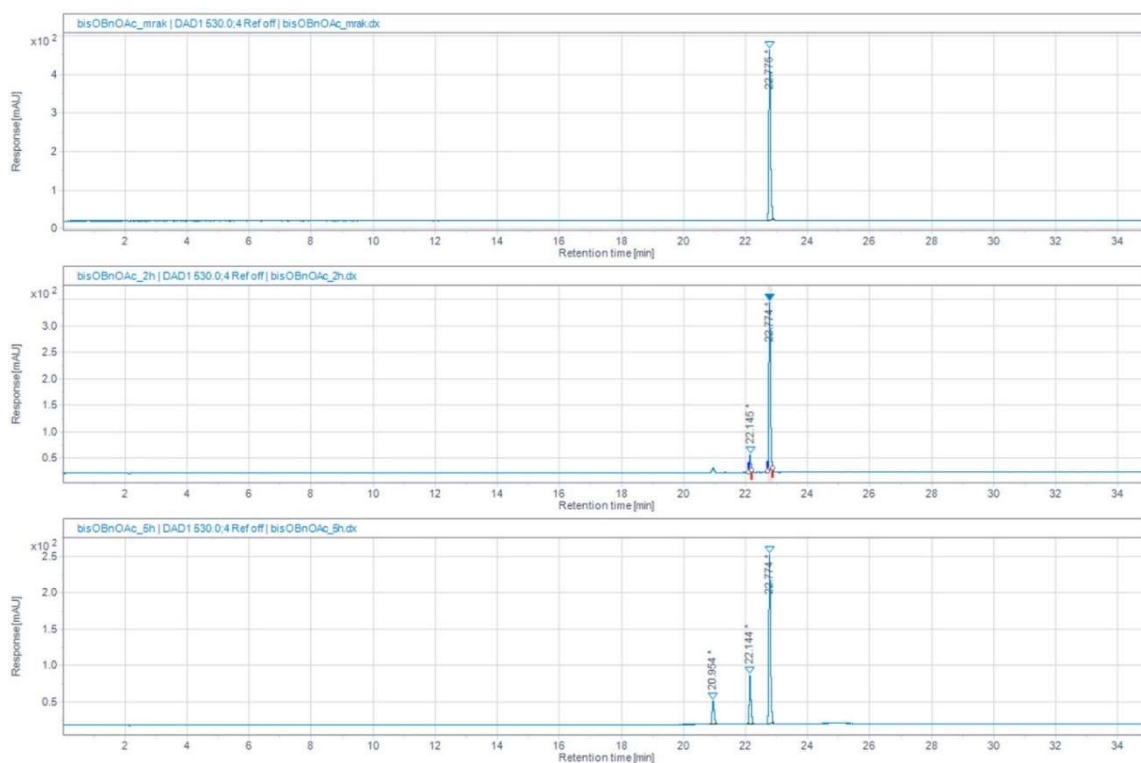 bisOBnOAc_mrak | DAD1 530.0;4 Ref off | bisOBnOAc_mrak.dx
x10²
Response[mAU]
4
3
2
1
0
22.775 *
2 4 6 8 10 12 14 16 18 20 22 24 26 28 30 32 34
Retention time [min]
bisOBnOAc_2h | DAD1 530.0;4 Ref off | bisOBnOAc_2h.dx
x10²
Response[mAU]
3.0
2.5
2.0
1.5
1.0
0.5
22.145 *
22.774 *
2 4 6 8 10 12 14 16 18 20 22 24 26 28 30 32 34
Retention time [min]
bisOBnOAc_5h | DAD1 530.0;4 Ref off | bisOBnOAc_5h.dx
x10²
Response[mAU]
2.5
2.0
1.5
1.0
0.5
20.954 *
22.144 *
22.774 *
2 4 6 8 10 12 14 16 18 20 22 24 26 28 30 32 34
Retention time [min]